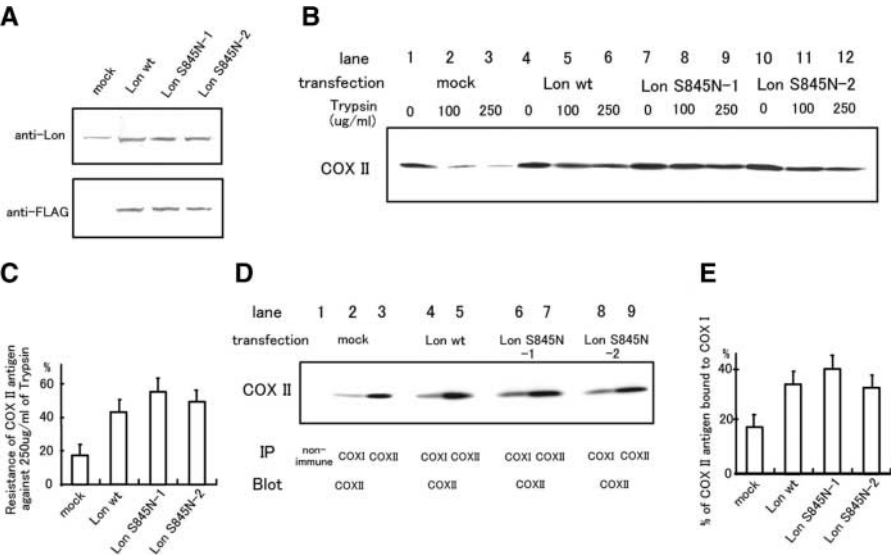 A
mock
Lon wt
Lon S845N-1
Lon S845N-2
anti-Lon
anti-FLAG
B
lane 1 2 3 4 5 6 7 8 9 10 11 12
transfection mock Lon wt Lon S845N-1 Lon S845N-2
Trypsin
(ug/ml)
0 100 250 0 100 250 0 100 250 0 100 250
COX II
C
Resistance of COX II antigen
against 250ug/ml of Trypsin
%
60
40
20
0
mock
Lon wt
Lon S845N-1
Lon S845N-2
D
lane 1 2 3 4 5 6 7 8 9
transfection mock Lon wt Lon S845N
-1
Lon S845N
-2
COX II
IP non-
immune
COXI COXII COXI COXII COXI COXII COXI COXII
Blot COXII COXII COXII COXII
E
% of COX II antigen bound to COX I
%
40
20
0
mock
Lon wt
Lon S845N-1
Lon S845N-2